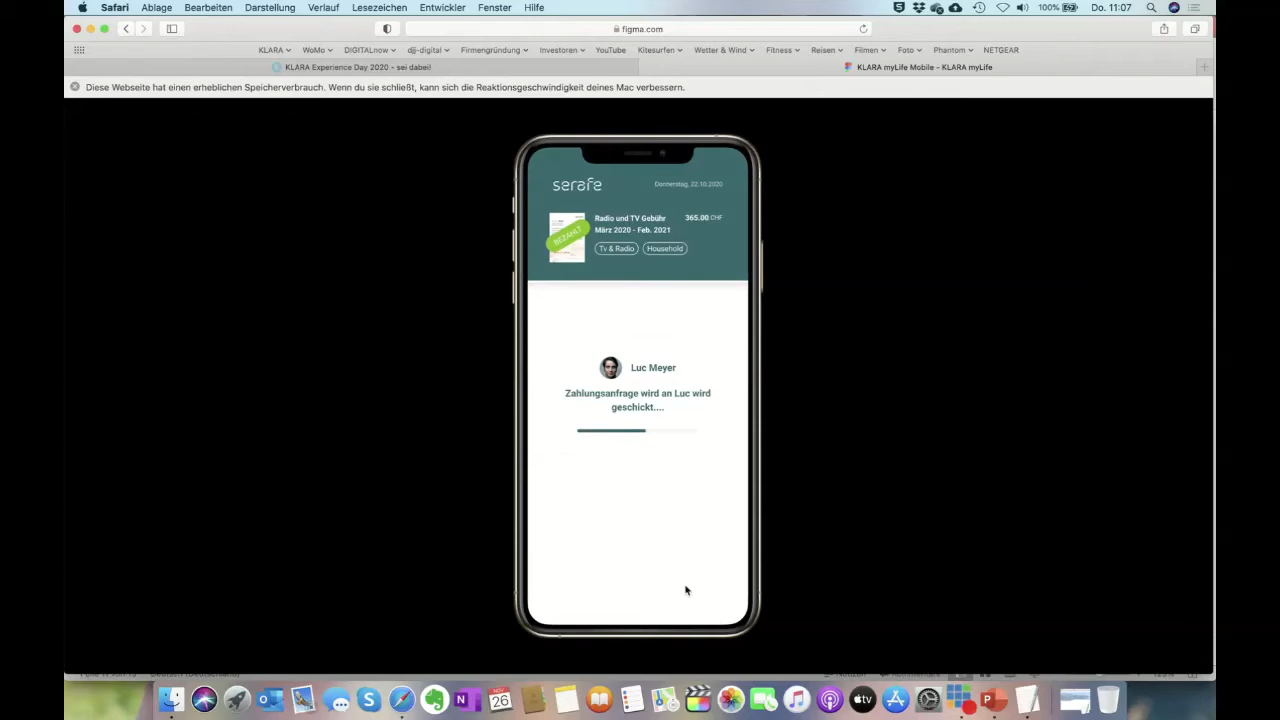 Safari Ablage Bearbeiten Darstellung Verlauf Lesezeichen Entwickler Fenster Hilfe 100% Do. 11:07
figma.com
KLARA WoMo DIGITALnow djj-digital Firmengründung Investoren YouTube Kitesurfen Wetter & Wind Fitness Reisen Filmen Foto Phantom NETGEAR
KLARA Experience Day 2020 - sei dabei! KLARA myLife Mobile - KLARA myLife
Diese Webseite hat einen erheblichen Speicherverbrauch. Wenn du sie schließt, kann sich die Reaktionsgeschwindigkeit deines Mac verbessern.
serafe Donnerstag, 22.10.2020
Radio und TV Gebühr 365.00 CHF
BEZAHLT März 2020 - Feb. 2021
Tv & Radio Household
Luc Meyer
Zahlungsanfrage wird an Luc wird
geschickt....
NOV
26
tv